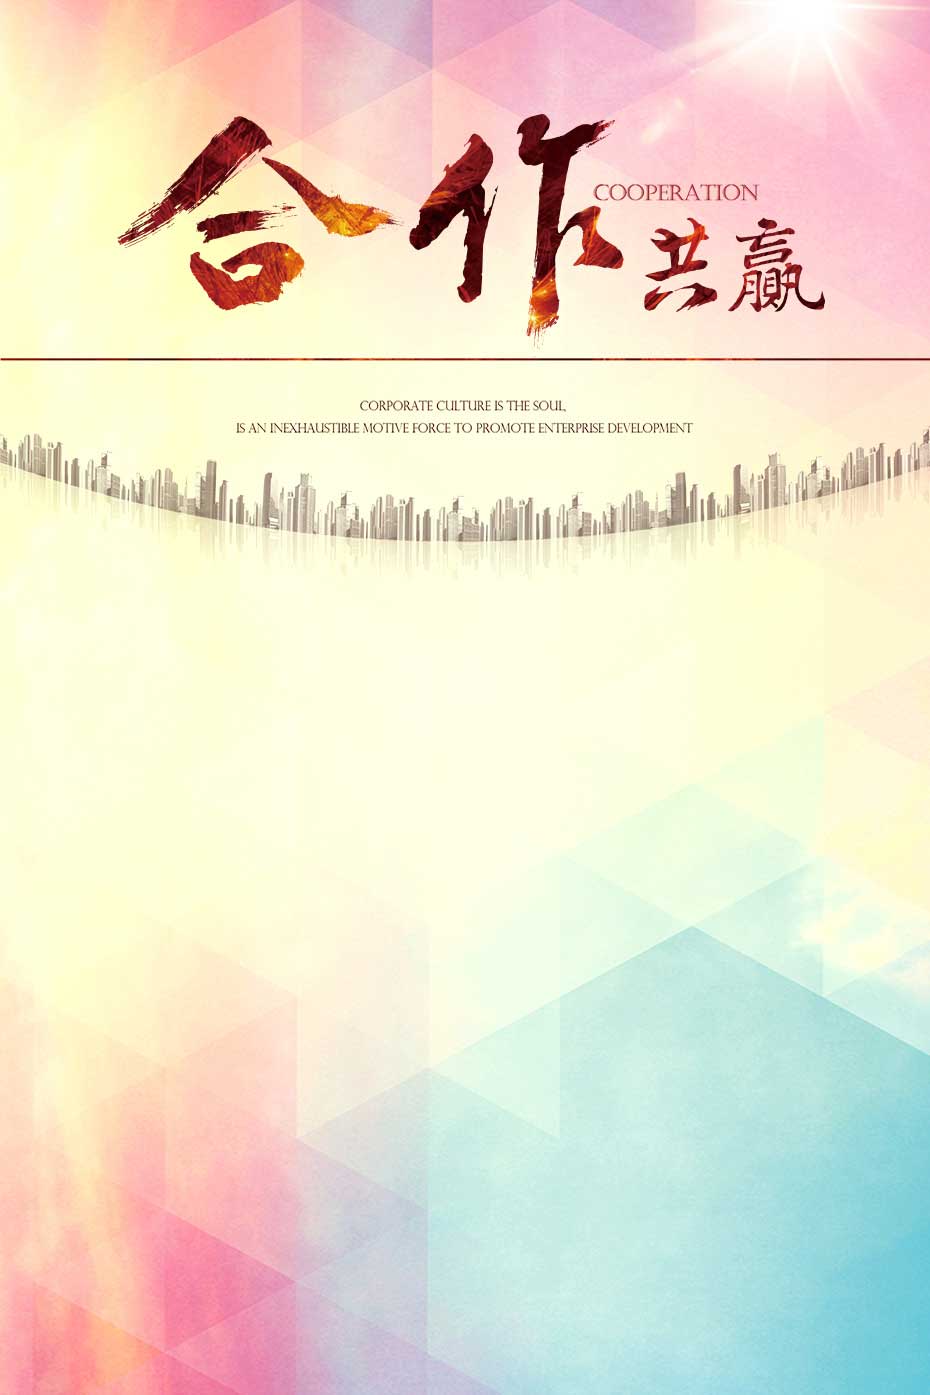 合作
COOPERATION
共赢
CORPORATE CULTURE IS THE SOUL,
IS AN INEXHAUSTIBLE MOTIVE FORCE TO PROMOTE ENTERPRISE DEVELOPMENT